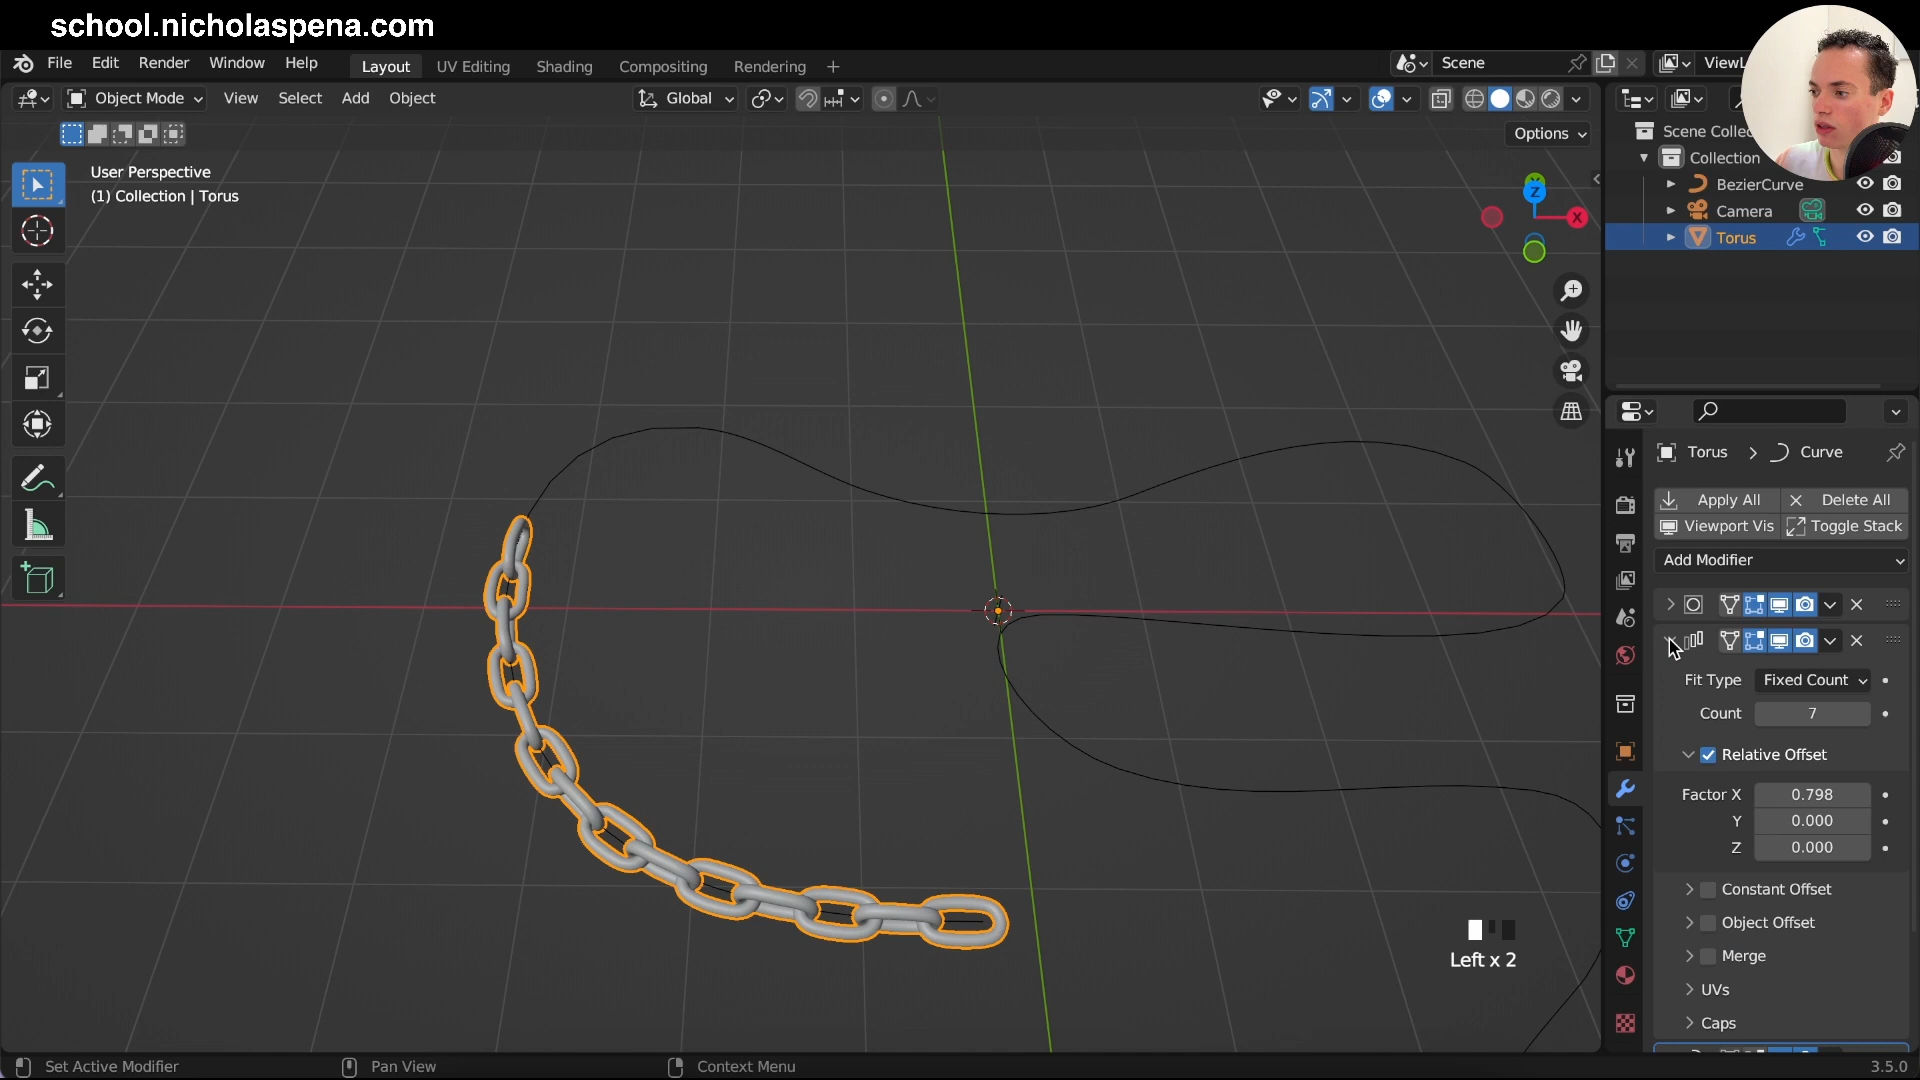 school.nicholaspena.com
File Edit Render Window Help Layout UV Editing Shading Compositing Rendering Scene
Object Mode View Select Add Object Global
Options
User Perspective
(1) Collection | Torus
Z
X
Collection
BezierCurve
Camera
Torus
Torus Curve
Apply All Delete All
Viewport Vis Toggle Stack
Add Modifier
Fit Type Fixed Count
Count 7
Relative Offset
Factor X 0.798
Y 0.000
Z 0.000
Constant Offset
Object Offset
Merge
UVs
Caps
Left x 2
Set Active Modifier Pan View Context Menu 3.5.0